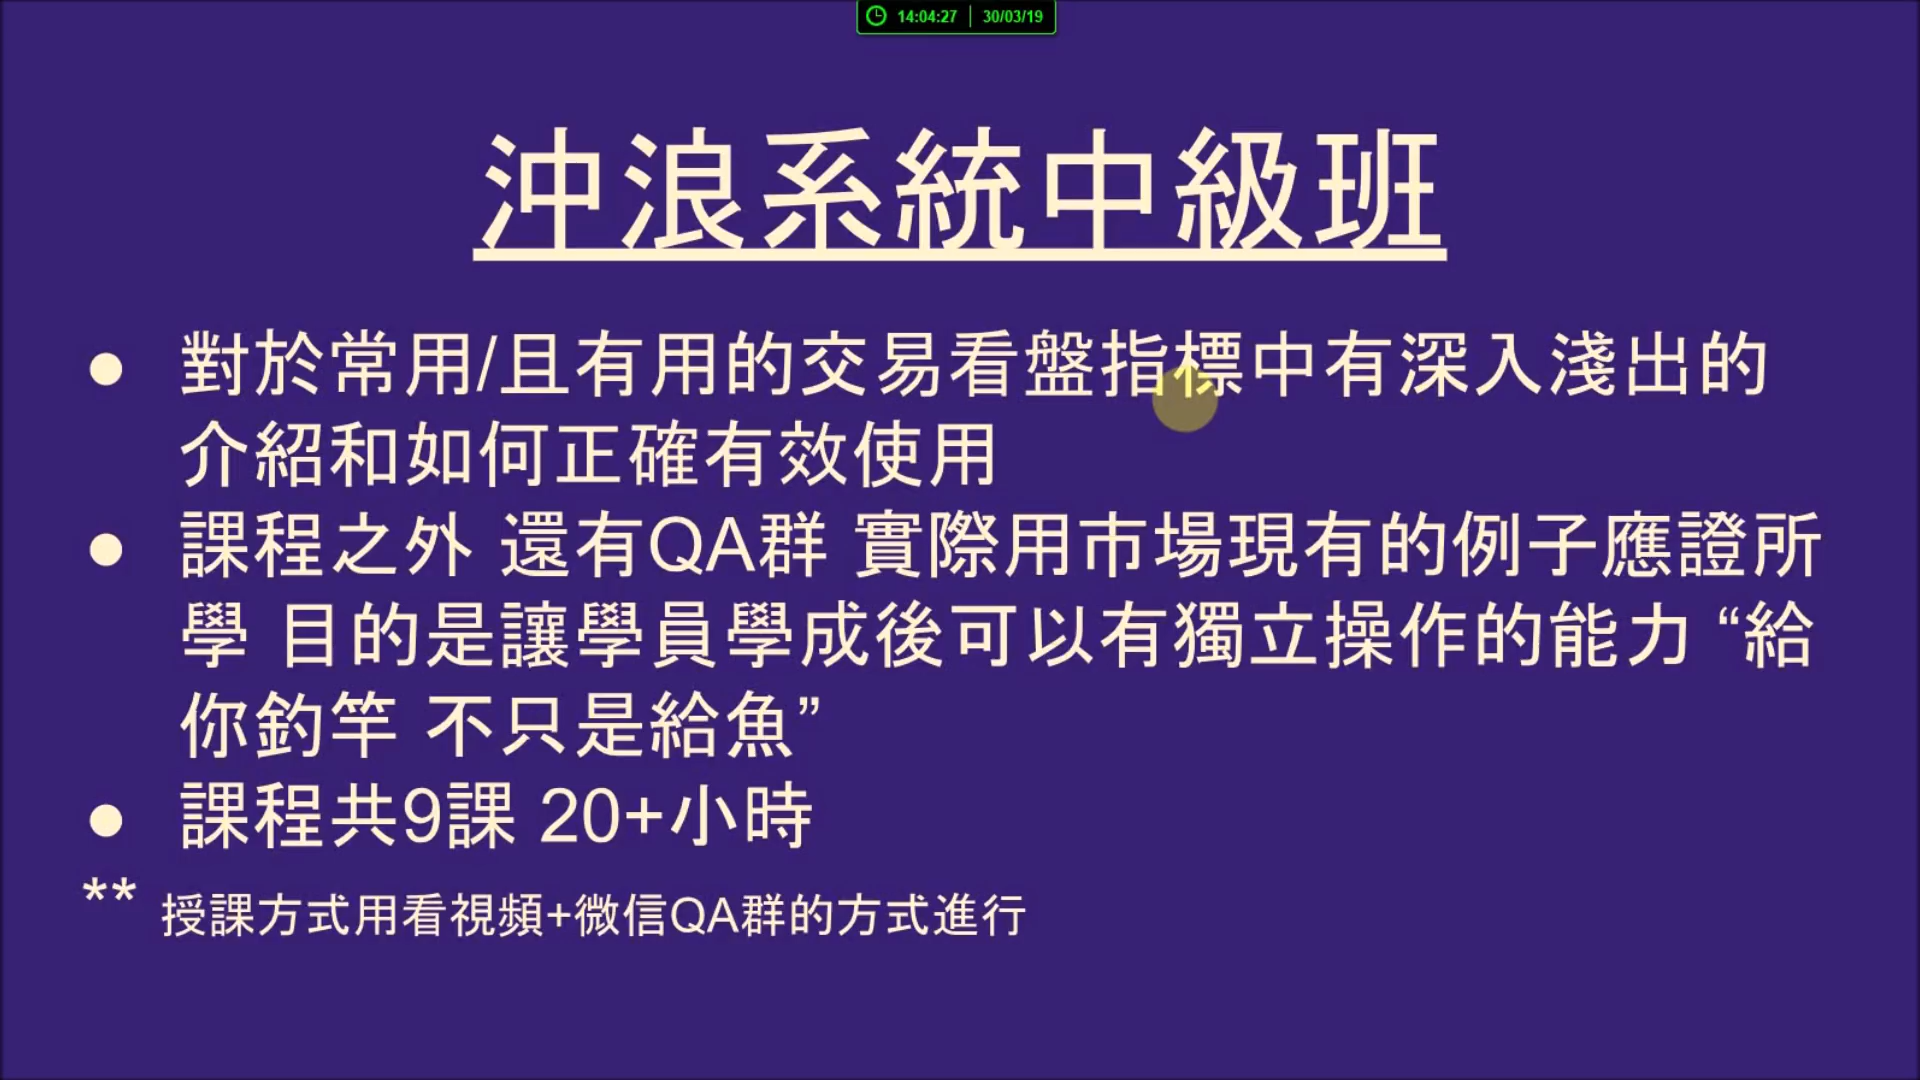 14:04:27 | 30/03/19
沖浪系統中級班
● 對於常用/且有用的交易看盤指標中有深入淺出的
介紹和如何正確有效使用
● 課程之外 還有QA群 實際用市場現有的例子應證所
學 目的是讓學員學成後可以有獨立操作的能力 “給
你釣竿 不只是給魚”
● 課程共9課 20+小時
** 授課方式用看視頻+微信QA群的方式進行